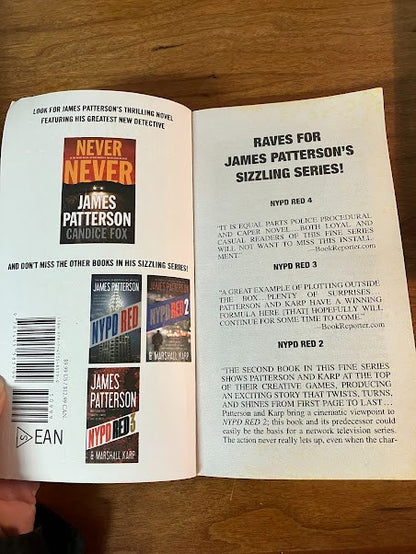 LOOK FOR JAMES PATTERSON'S THRILLING NOVEL
FEATURING HIS GREATEST NEW DETECTIVE
NEVER
NEVER
JAMES
PATTERSON
CANDICE FOX
AND DON'T MISS THE OTHER BOOKS IN HIS SIZZLING SERIES!
JAMES PATTERSON
NYPD RED
JAMES PATTERSON
NYPD RED 2
& MARSHALL KARP
JAMES
PATTERSON
NYPD RED 3
& MARSHALL KARP
S
EAN
RAVES FOR
JAMES PATTERSON'S
SIZZLING SERIES!
NYPD RED 4
"IT IS EQUAL PARTS POLICE PROCEDURAL
AND CAPER NOVEL...BOTH LOYAL AND
CASUAL READERS OF THIS FINE SERIES
WILL NOT WANT TO MISS THIS INSTALL-
MENT."
—BookReporter.com
NYPD RED 3
"A GREAT EXAMPLE OF PLOTTING OUTSIDE
THE BOX...PLENTY OF SURPRISES...
PATTERSON AND KARP HAVE A WINNING
FORMULA HERE [THAT] HOPEFULLY WILL
CONTINUE FOR SOME TIME TO COME."
—BookReporter.com
NYPD RED 2
"THE SECOND BOOK IN THIS FINE SERIES
SHOWS PATTERSON AND KARP AT THE TOP
OF THEIR CREATIVE GAMES, PRODUCING
AN EXCITING STORY THAT TWISTS, TURNS,
AND SHINES FROM FIRST PAGE TO LAST...
Patterson and Karp bring a cinematic viewpoint to
NYPD RED 2; this book and its predecessor could
easily be the basis for a network television series.
The action never really lets up, even when the char-